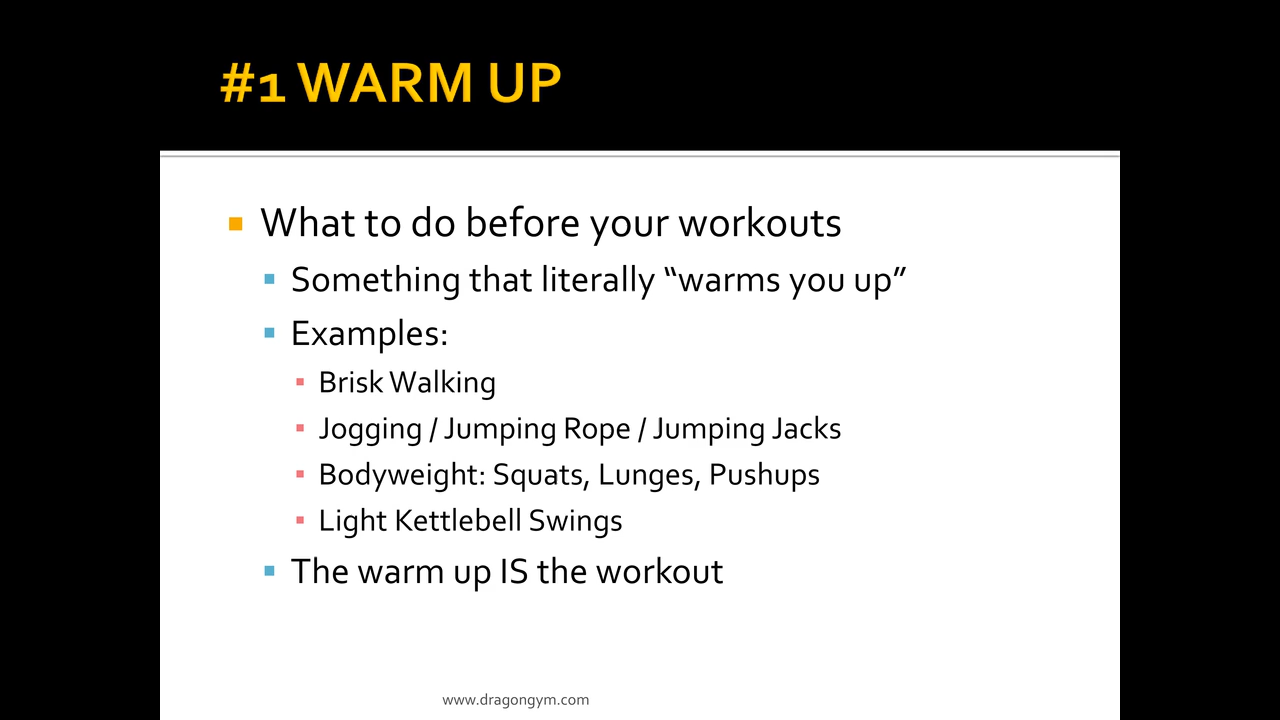 #1 WARM UP
What to do before your workouts
Something that literally “warms you up”
Examples:
Brisk Walking
Jogging / Jumping Rope / Jumping Jacks
Bodyweight: Squats, Lunges, Pushups
Light Kettlebell Swings
The warm up IS the workout
www.dragongym.com